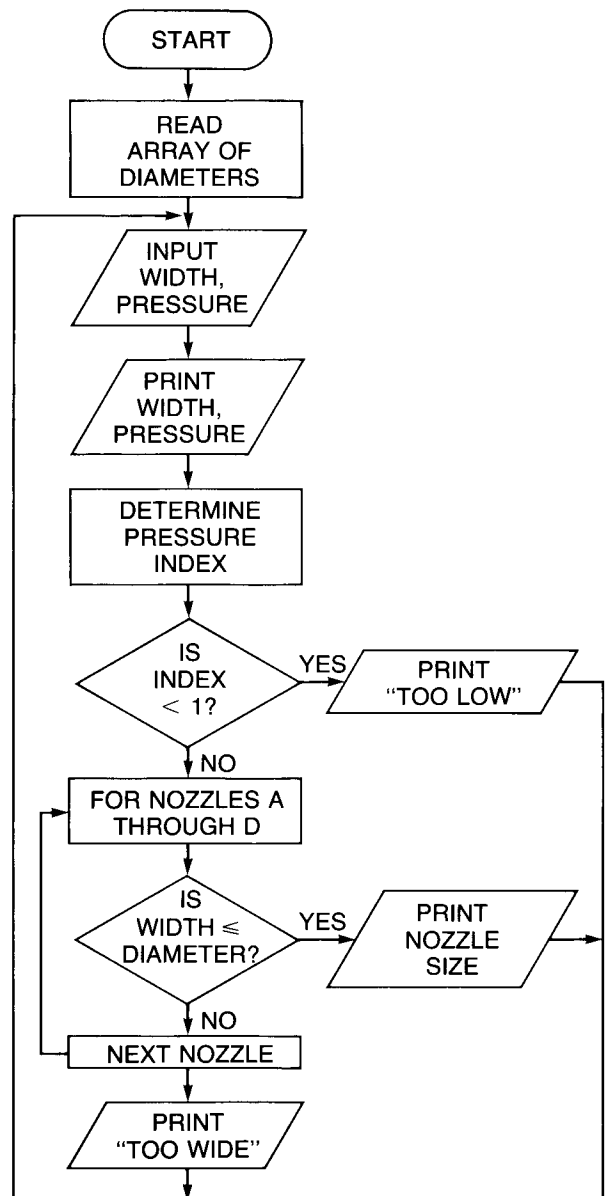 START
READ
ARRAY OF
DIAMETERS
INPUT
WIDTH,
PRESSURE
PRINT
WIDTH,
PRESSURE
DETERMINE
PRESSURE
INDEX
IS
INDEX
< 1?
YES
PRINT
“TOO LOW”
NO
FOR NOZZLES A
THROUGH D
IS
WIDTH ≤
DIAMETER?
YES
PRINT
NOZZLE
SIZE
NO
NEXT NOZZLE
PRINT
“TOO WIDE”